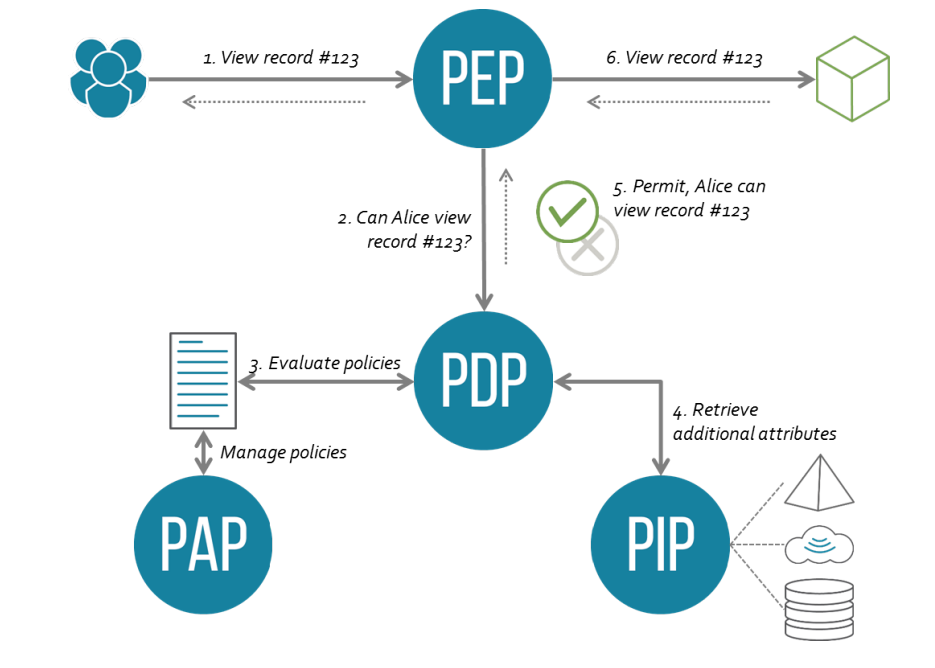 1. View record #123
PEP
6. View record #123
2. Can Alice view
record #123?
5. Permit, Alice can
view record #123
3. Evaluate policies
PDP
4. Retrieve
additional attributes
Manage policies
PAP
PIP